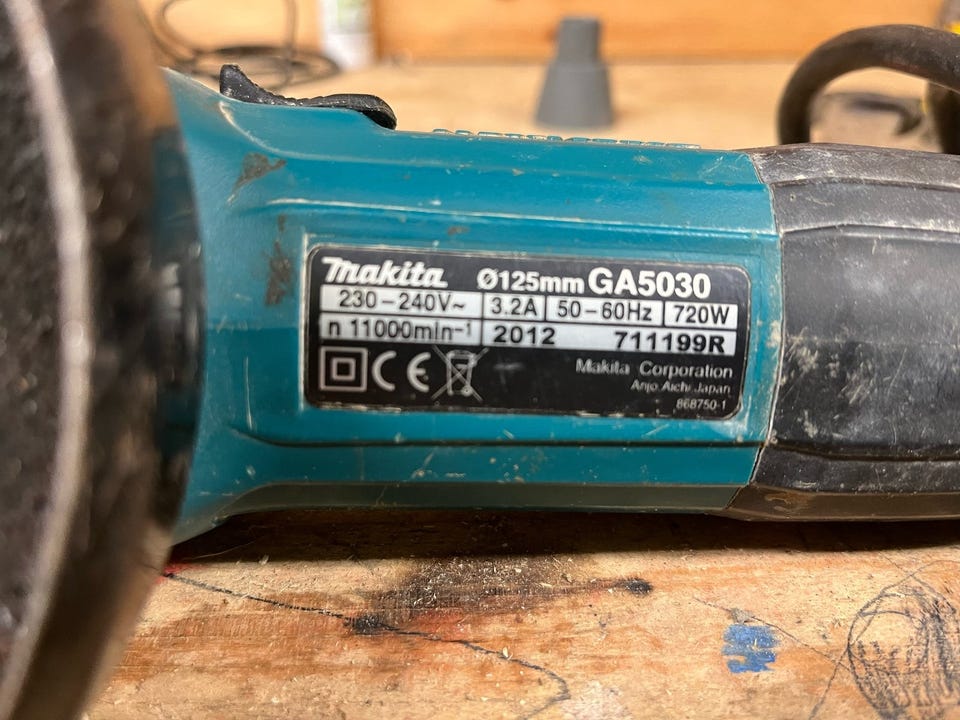 makita Ø125mm GA5030
230-240V~ 3.2A 50-60Hz 720W
n 11000min⁻¹ 2012 711199R
CE
Makita Corporation
Anjo, Aichi, Japan
868750-1